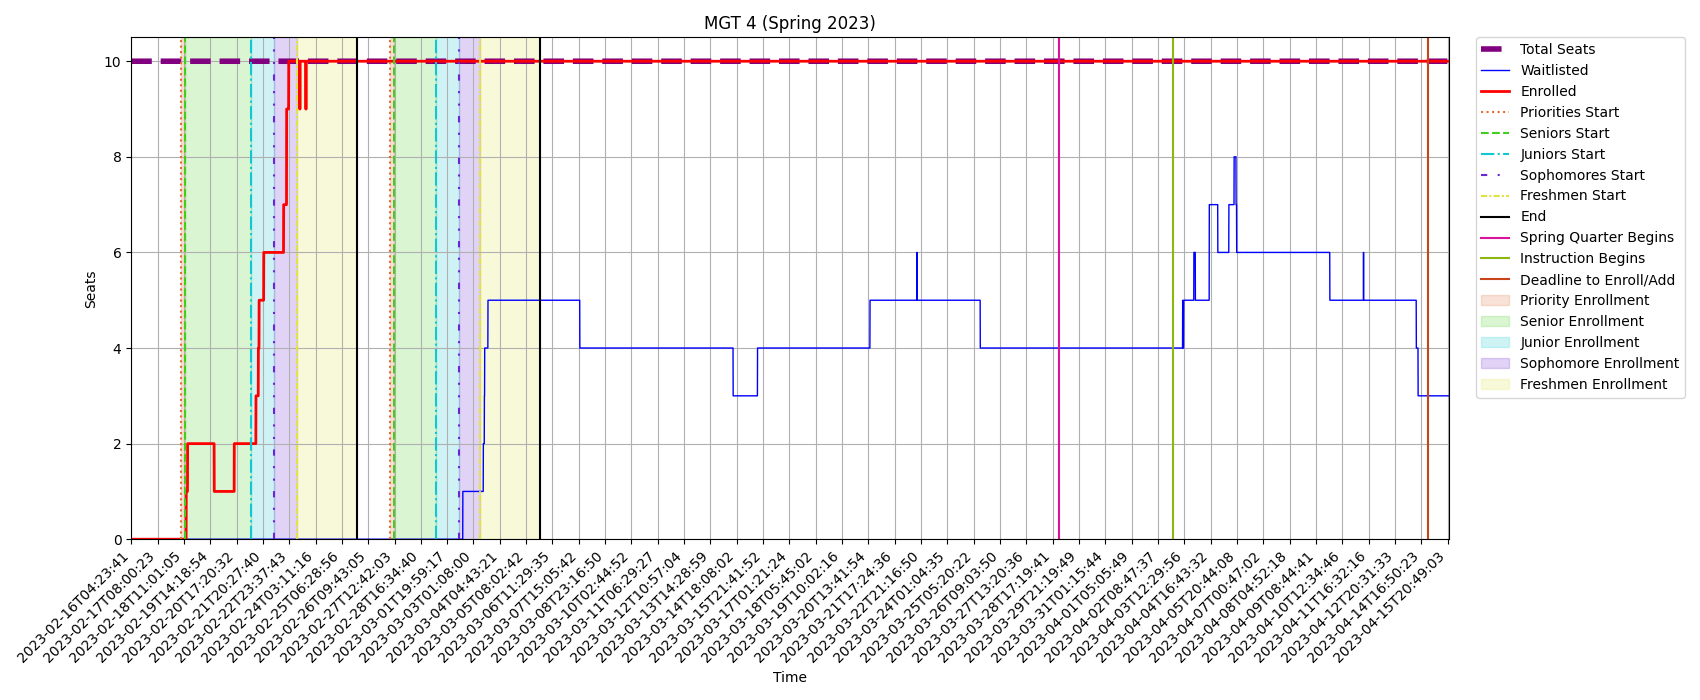 MGT 4 (Spring 2023)
Seats
10
8
6
4
2
0
2023-02-16T04:23:41
2023-02-17T08:00:23
2023-02-18T11:01:05
2023-02-19T14:18:54
2023-02-20T17:20:32
2023-02-21T20:27:40
2023-02-22T23:37:43
2023-02-24T03:11:16
2023-02-25T06:28:56
2023-02-26T09:43:05
2023-02-27T12:42:03
2023-02-28T16:34:40
2023-03-01T19:59:17
2023-03-03T01:08:00
2023-03-04T04:43:21
2023-03-05T08:02:42
2023-03-06T11:29:35
2023-03-07T15:05:42
2023-03-08T23:16:50
2023-03-10T02:44:52
2023-03-11T06:29:27
2023-03-12T10:57:04
2023-03-13T14:28:59
2023-03-14T18:08:02
2023-03-15T21:41:52
2023-03-17T01:21:24
2023-03-18T05:45:02
2023-03-19T10:02:16
2023-03-20T13:41:54
2023-03-21T17:24:36
2023-03-22T21:16:50
2023-03-24T01:04:35
2023-03-25T05:20:22
2023-03-26T09:03:50
2023-03-27T13:20:36
2023-03-28T17:19:41
2023-03-29T21:19:49
2023-03-31T01:15:44
2023-04-01T05:05:49
2023-04-02T08:47:37
2023-04-03T12:29:56
2023-04-04T16:43:32
2023-04-05T20:44:08
2023-04-07T00:47:02
2023-04-08T04:52:18
2023-04-09T08:44:41
2023-04-10T12:34:46
2023-04-11T16:32:16
2023-04-12T20:31:33
2023-04-14T16:50:23
2023-04-15T20:49:03
Time
Total Seats
Waitlisted
Enrolled
Priorities Start
Seniors Start
Juniors Start
Sophomores Start
Freshmen Start
End
Spring Quarter Begins
Instruction Begins
Deadline to Enroll/Add
Priority Enrollment
Senior Enrollment
Junior Enrollment
Sophomore Enrollment
Freshmen Enrollment